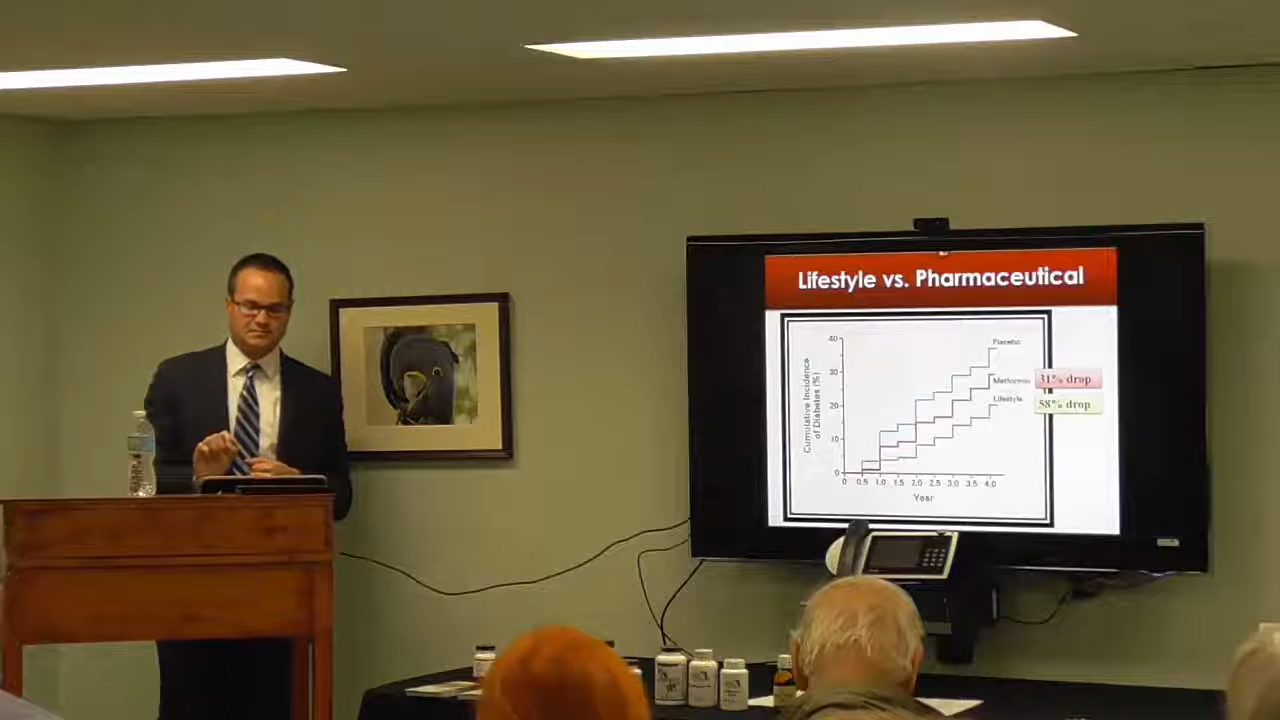 Lifestyle vs. Pharmaceutical
Cumulative Incidence
of Diabetes (%)
40
30
20
10
0
Placebo
Metformin
Lifestyle
31% drop
58% drop
0 0.5 1.0 1.5 2.0 2.5 3.0 3.5 4.0
Year